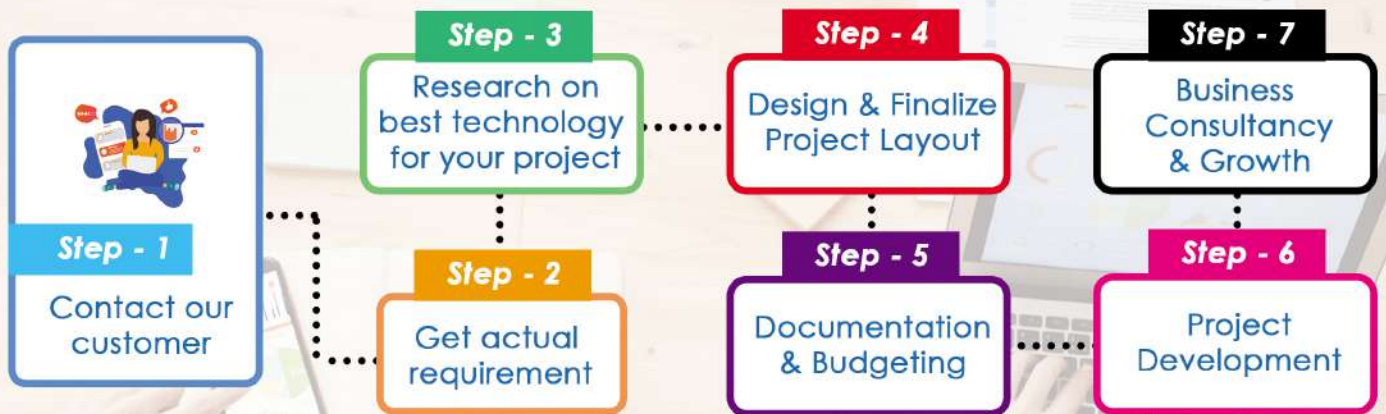 Step - 1
Contact our
customer
Step - 2
Get actual
requirement
Step - 3
Research on
best technology
for your project
Step - 4
Design & Finalize
Project Layout
Step - 5
Documentation
& Budgeting
Step - 6
Project
Development
Step - 7
Business
Consultancy
& Growth